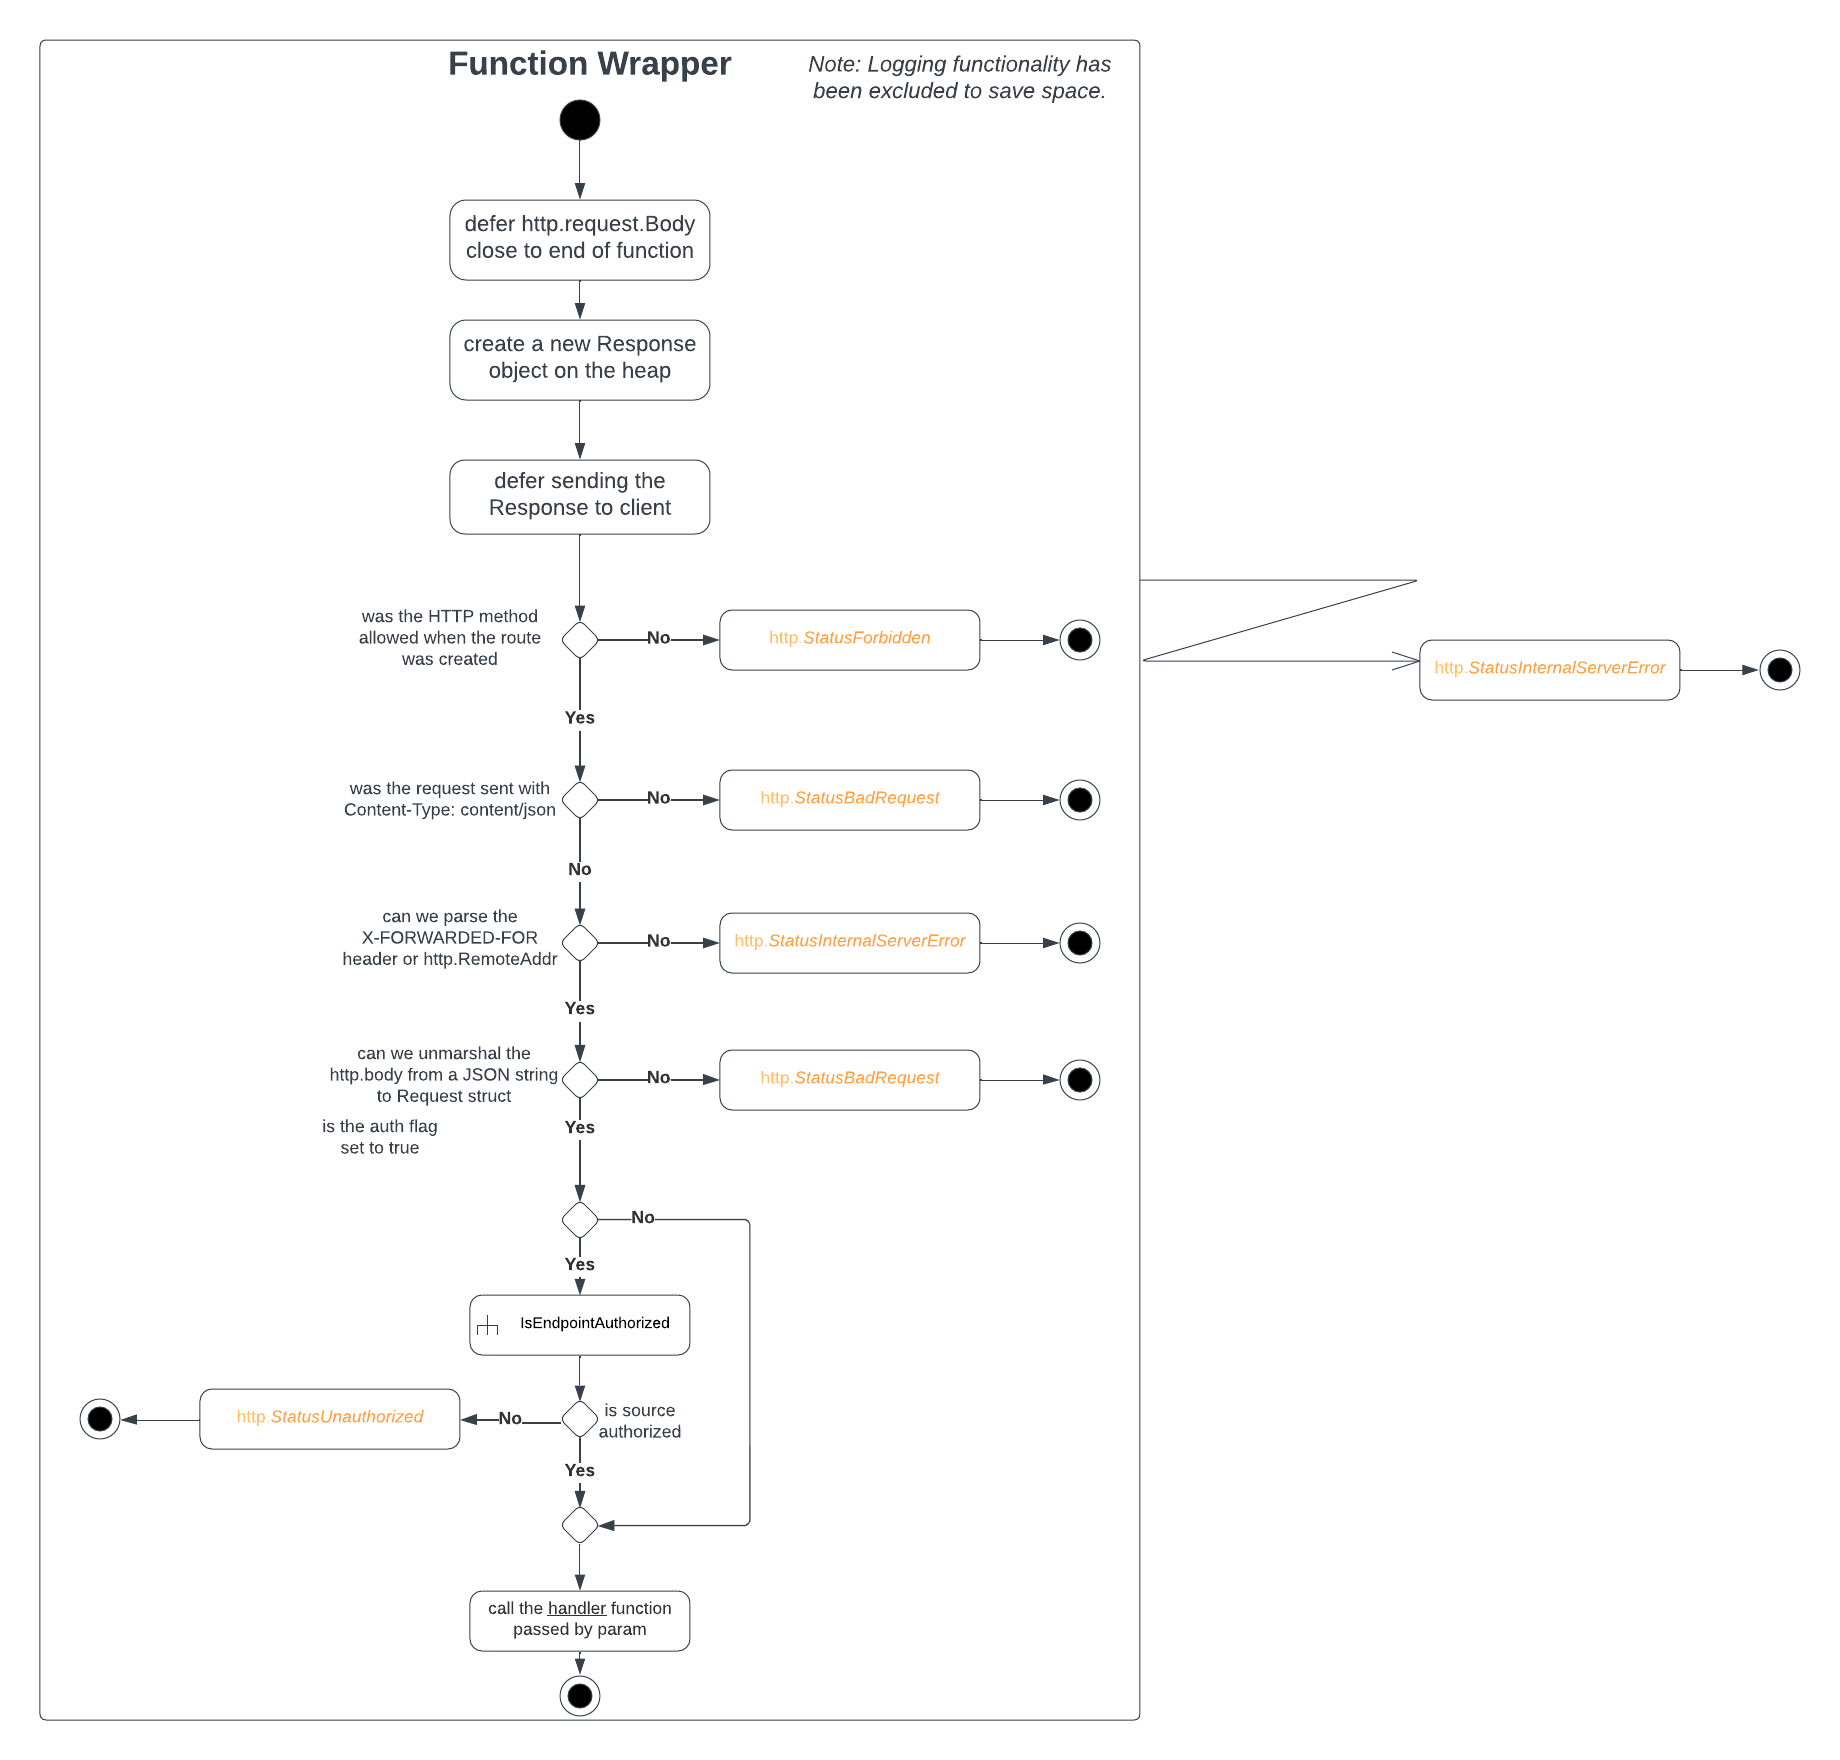 Function Wrapper
Note: Logging functionality has
been excluded to save space.
defer http.request.Body
close to end of function
create a new Response
object on the heap
defer sending the
Response to client
was the HTTP method
allowed when the route
was created
No
http.StatusForbidden
http.StatusInternalServerError
Yes
was the request sent with
Content-Type: content/json
No
http.StatusBadRequest
No
can we parse the
X-FORWARDED-FOR
header or http.RemoteAddr
No
http.StatusInternalServerError
Yes
can we unmarshal the
http.body from a JSON string
to Request struct
No
http.StatusBadRequest
Yes
is the auth flag
set to true
No
Yes
IsEndpointAuthorized
http.StatusUnauthorized
No
is source
authorized
Yes
call the handler function
passed by param